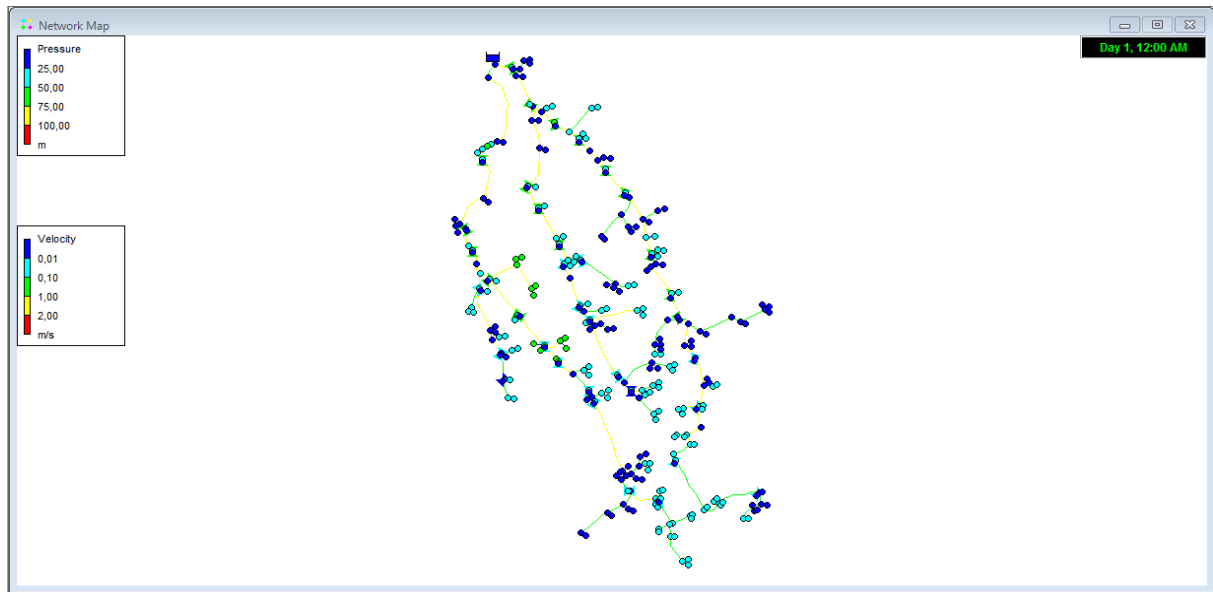 Network Map
Day 1, 12:00 AM
Pressure
25,00
50,00
75,00
100,00
m
Velocity
0,01
0,10
1,00
2,00
m/s